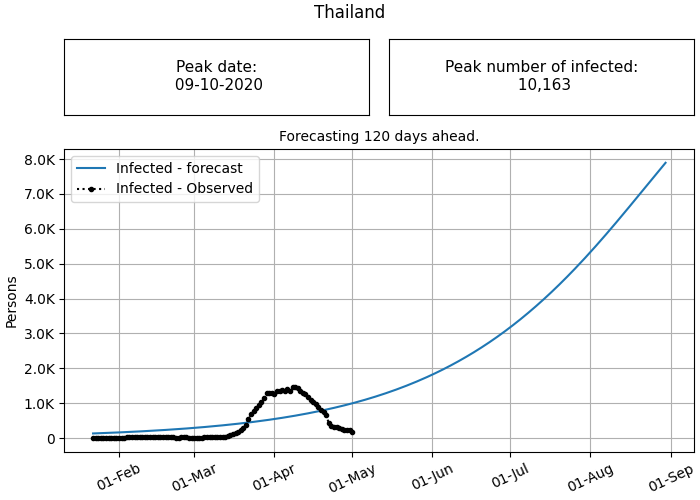 Thailand
Peak date:
09-10-2020
Peak number of infected:
10,163
Forecasting 120 days ahead.
Infected - forecast
Infected - Observed
8.0K
7.0K
6.0K
5.0K
4.0K
3.0K
2.0K
1.0K
0
Persons
01-Feb
01-Mar
01-Apr
01-May
01-Jun
01-Jul
01-Aug
01-Sep